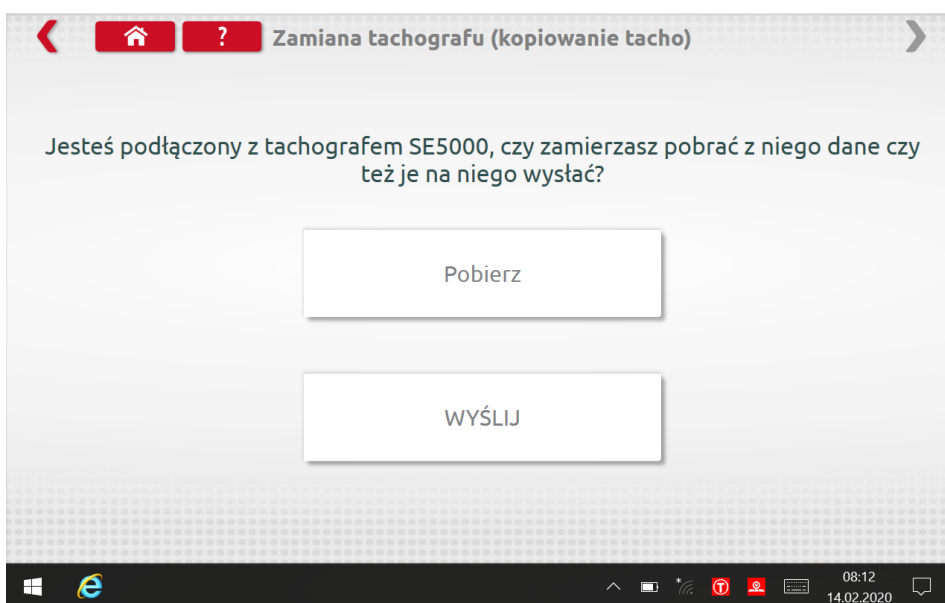 ? Zamiana tachografu (kopiowanie tacho)
Jesteś podłączony z tachografem SE5000, czy zamierzasz pobrać z niego dane czy
też je na niego wysłać?
Pobierz
WYŚLIJ
08:12
14.02.2020